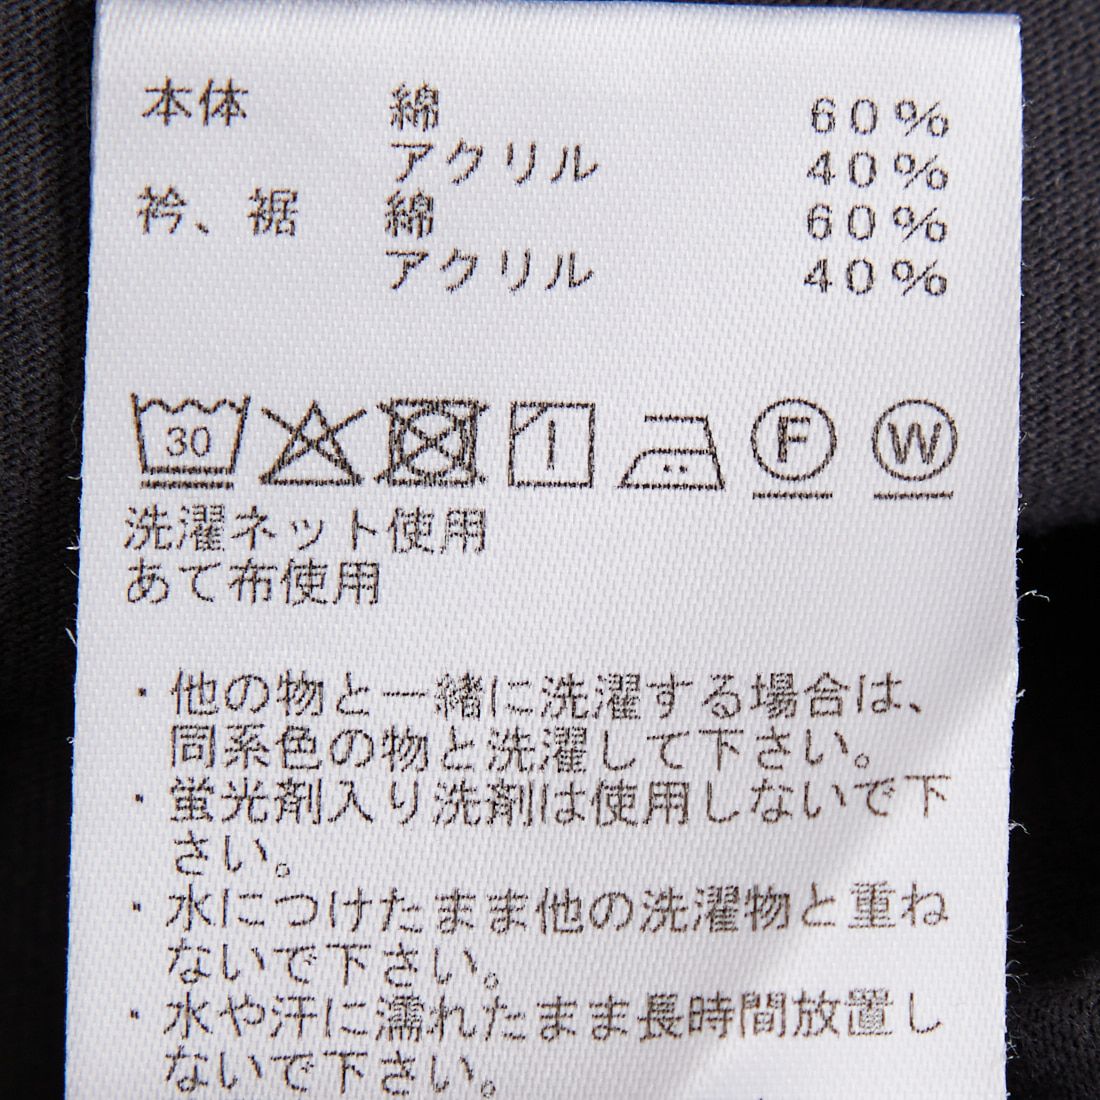 本体 綿 60%
アクリル 40%
衿、裾 綿 60%
アクリル 40%
30 F W
洗濯ネット使用
あて布使用
・他の物と一緒に洗濯する場合は、
同系色の物と洗濯して下さい。
・蛍光剤入り洗剤は使用しないで下
さい。
・水につけたまま他の洗濯物と重ね
ないで下さい。
・水や汗に濡れたまま長時間放置し
ないで下さい。